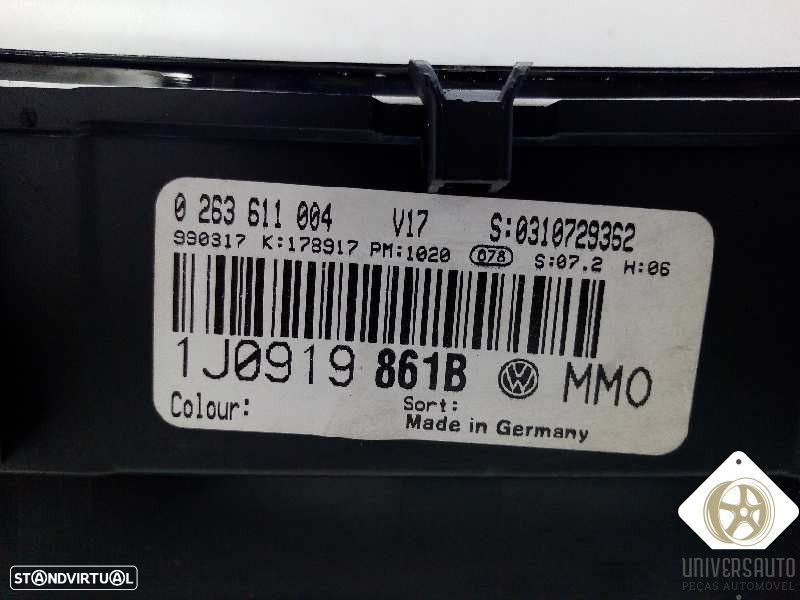 0 263 611 004 V17 S:0310729362
990317 K:178917 PM:1020 078 S:07.2 H:06
1J0919 861B MMO
Colour: Sort:
Made in Germany
UNIVERSAUTO
PEÇAS AUTOMÓVEL
STANDVIRTUAL